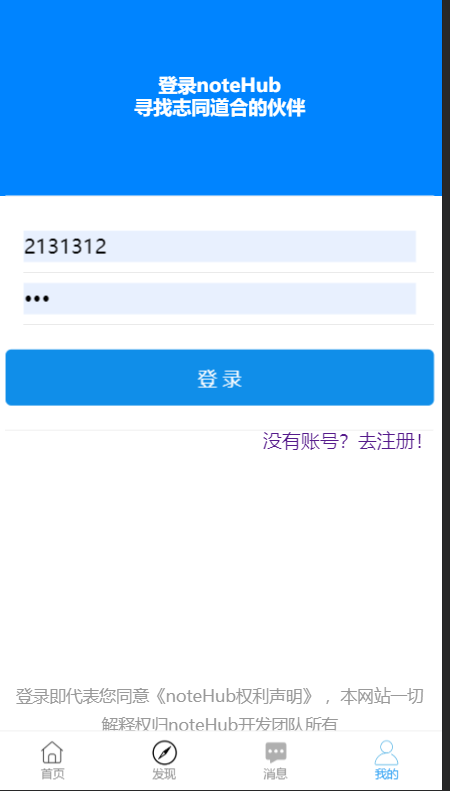 登录noteHub
寻找志同道合的伙伴
2131312
•••
登录
没有账号？去注册！
登录即代表您同意《noteHub权利声明》，本网站一切
解释权归noteHub开发团队所有
首页 发现 消息 我的